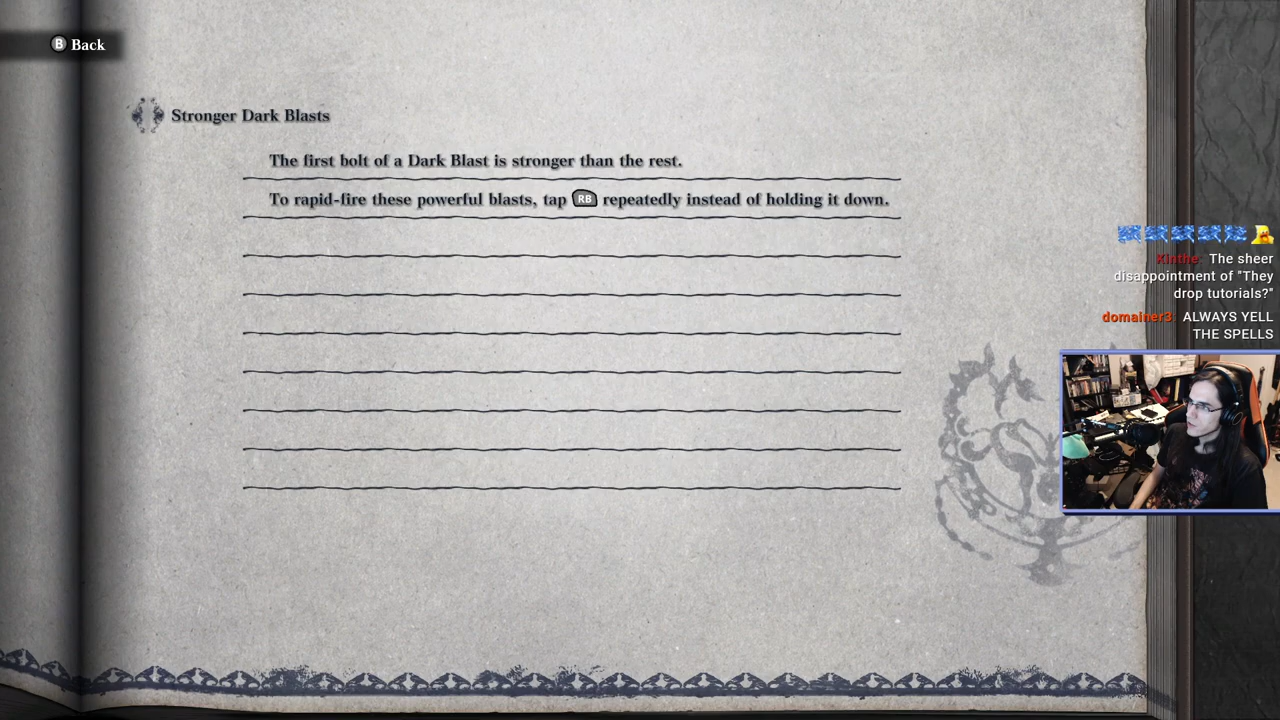 B Back
Stronger Dark Blasts
The first bolt of a Dark Blast is stronger than the rest.
To rapid-fire these powerful blasts, tap RB repeatedly instead of holding it down.
Kinthe: The sheer
disappointment of "They
drop tutorials?"
domainer3: ALWAYS YELL
THE SPELLS